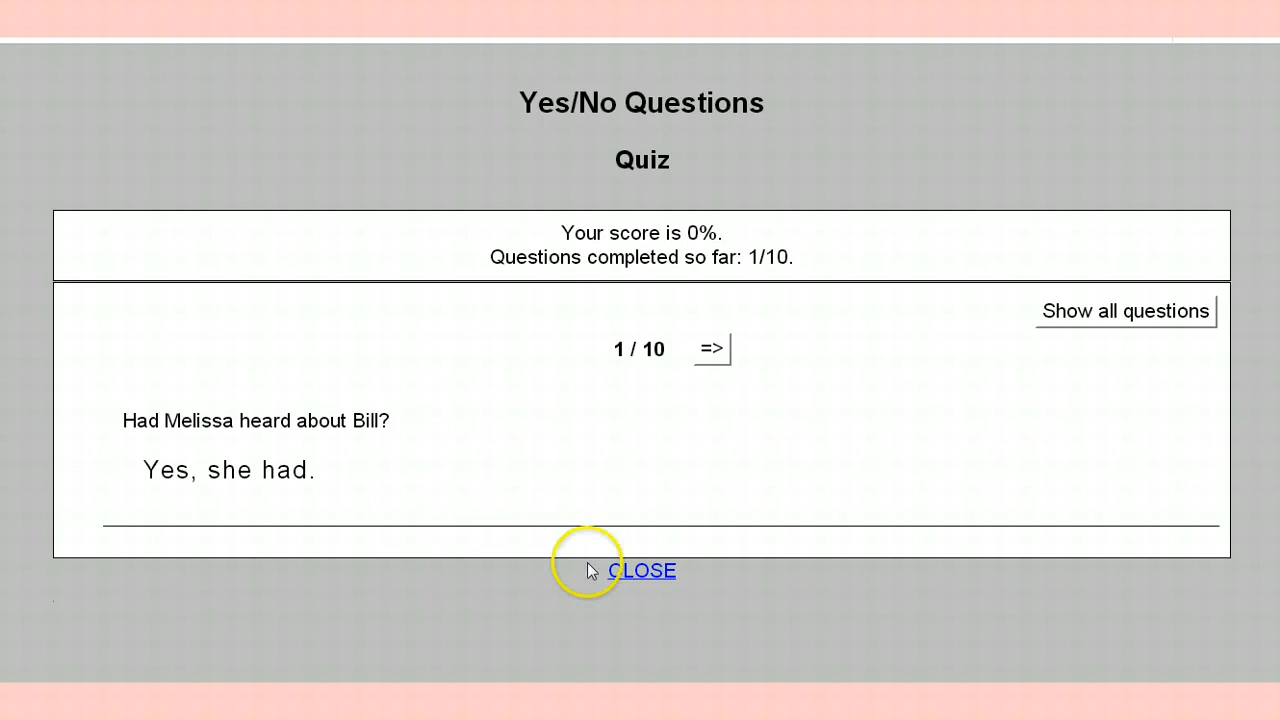 Yes/No Questions
Quiz
Your score is 0%.
Questions completed so far: 1/10.
Show all questions
1 / 10 =>
Had Melissa heard about Bill?
Yes, she had.
CLOSE